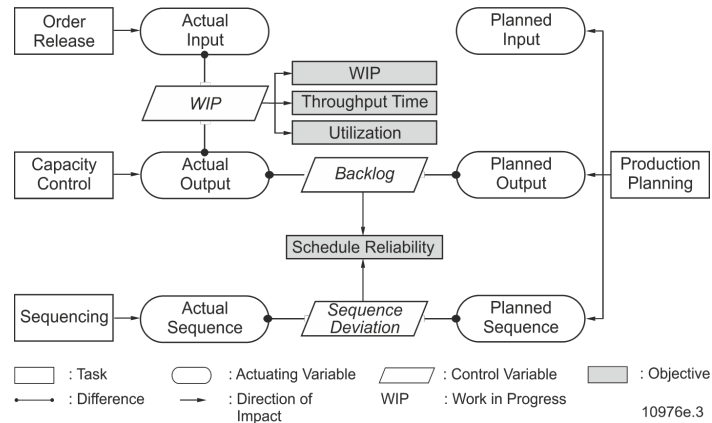 Order
Release
Actual
Input
Planned
Input
WIP
WIP
Throughput Time
Utilization
Capacity
Control
Actual
Output
Backlog
Planned
Output
Production
Planning
Schedule Reliability
Sequencing
Actual
Sequence
Sequence
Deviation
Planned
Sequence
: Task
: Actuating Variable
: Control Variable
: Objective
: Difference
: Direction of
Impact
WIP : Work in Progress
10976e.3